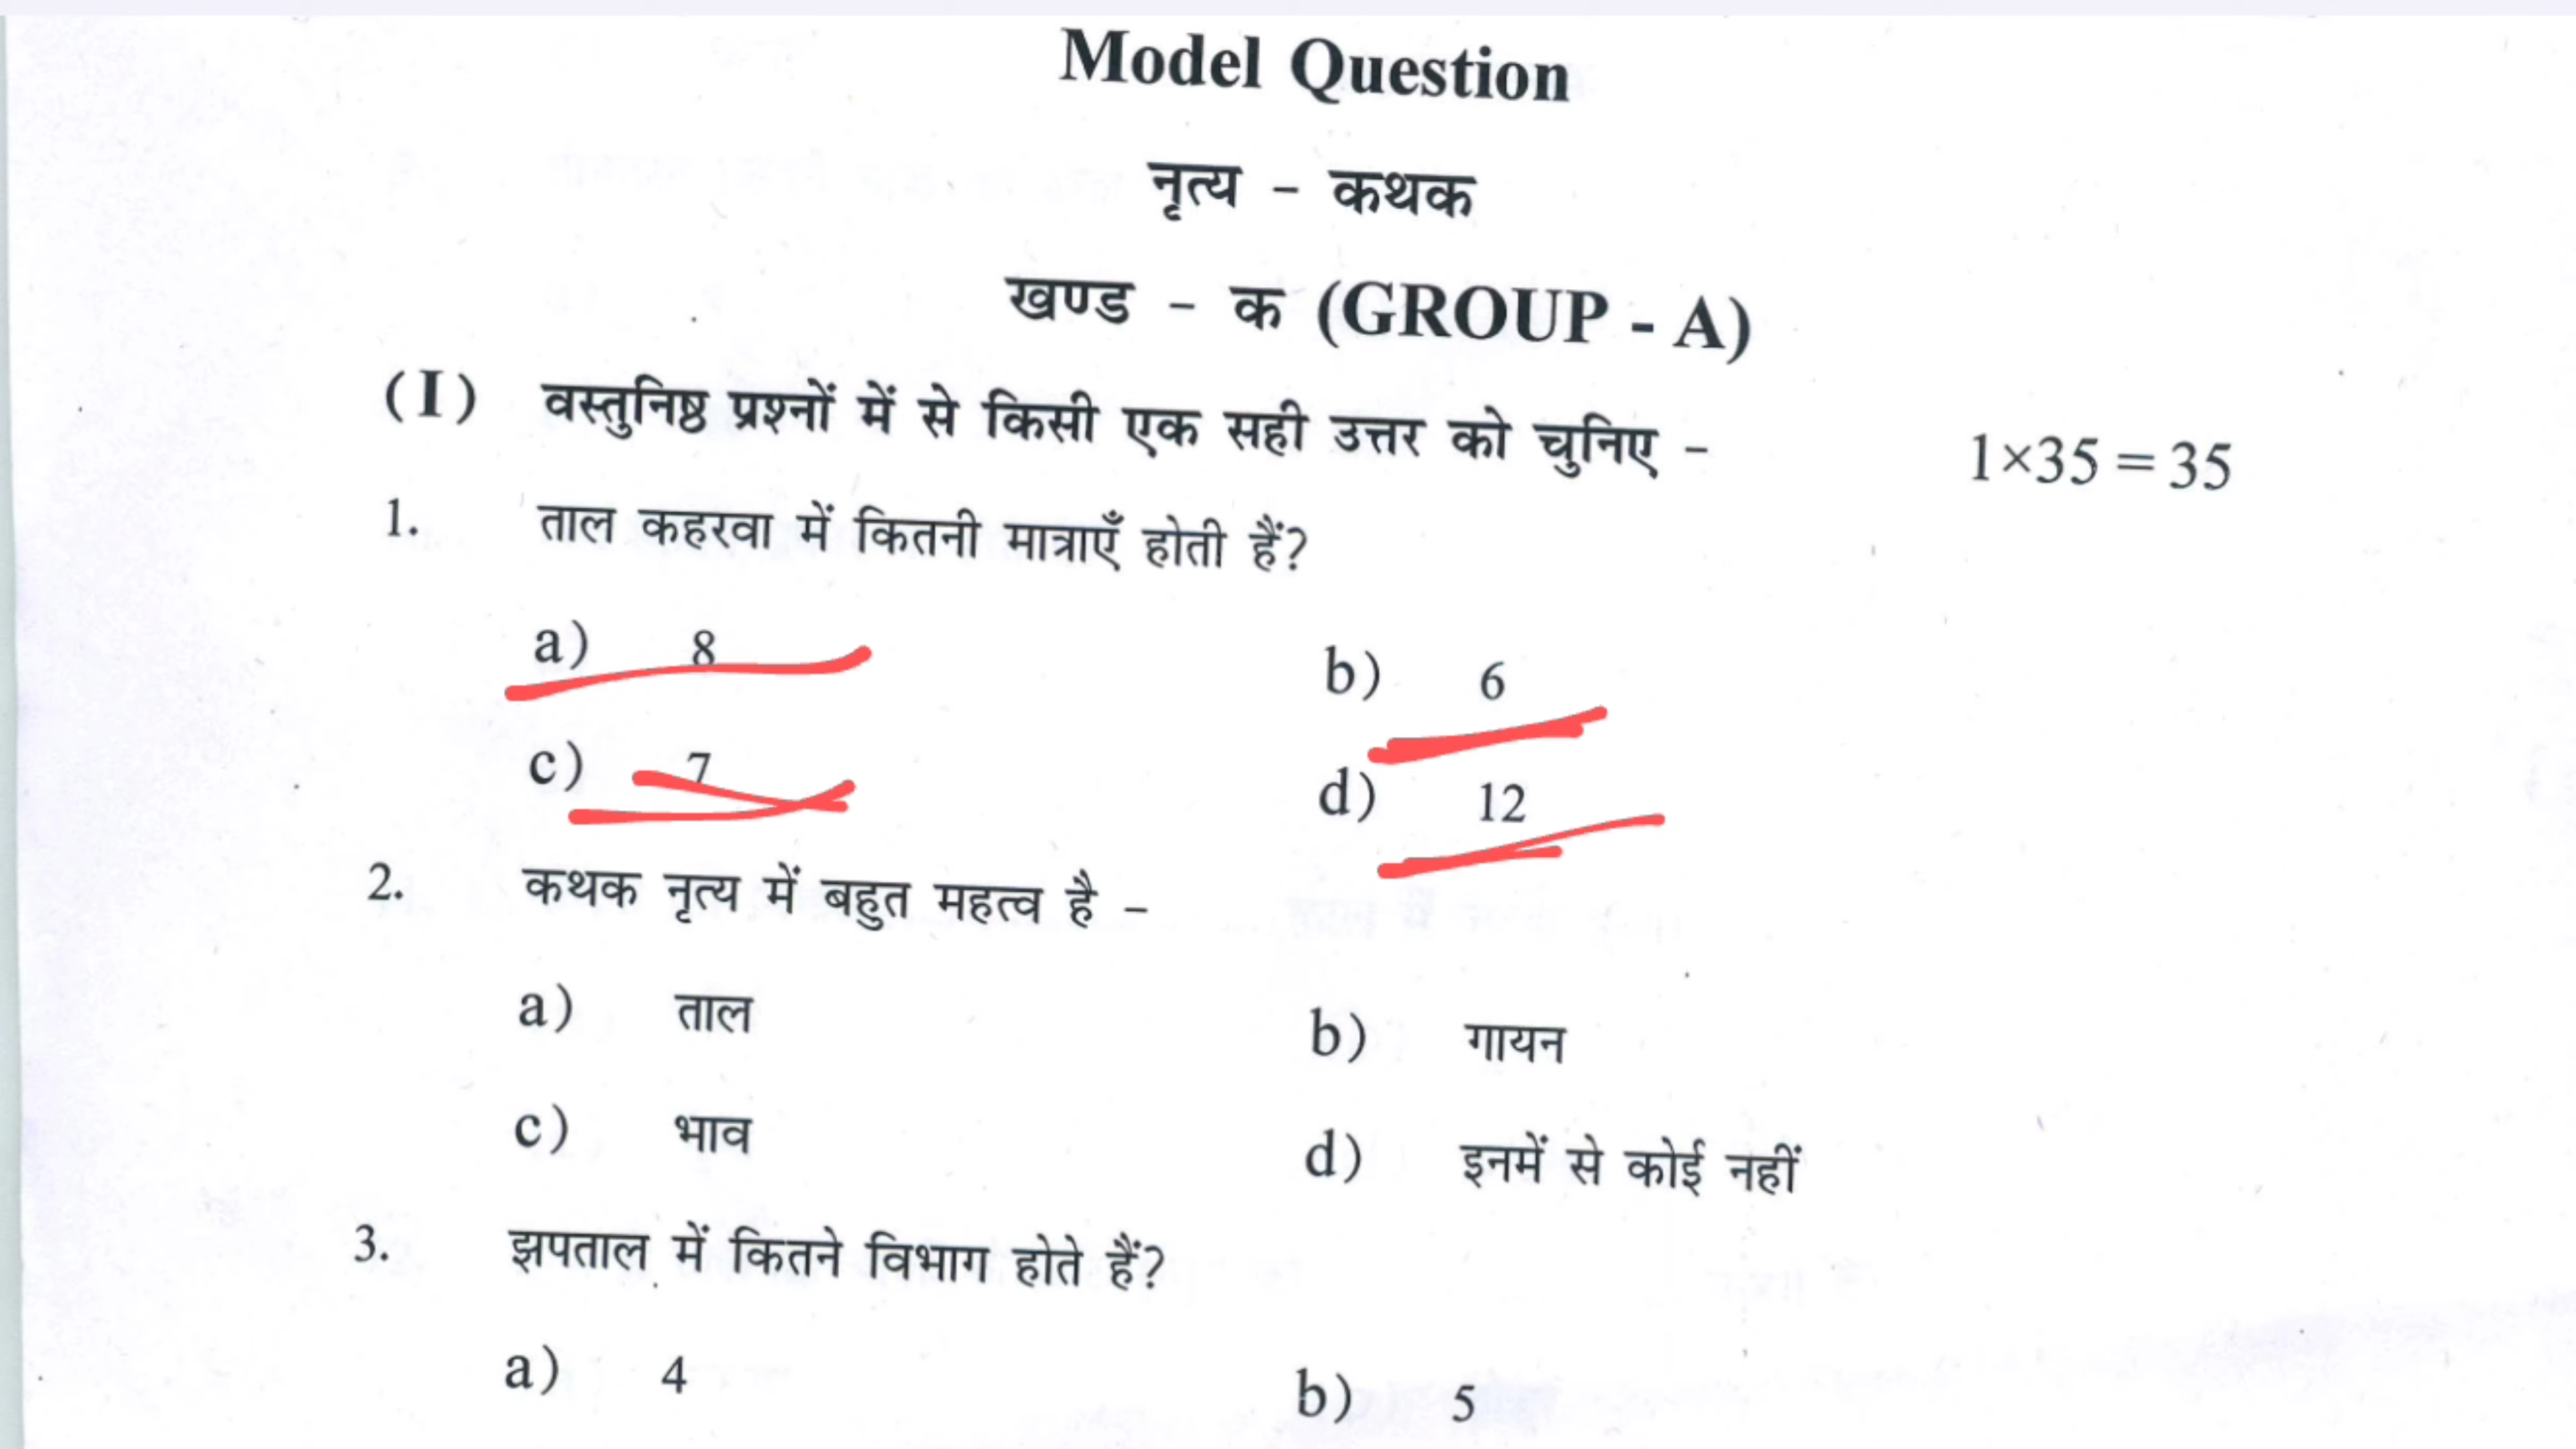 Model Question
नृत्य - कथक
खण्ड - क (GROUP - A)
(I) वस्तुनिष्ठ प्रश्नों में से किसी एक सही उत्तर को चुनिए - 1×35=35
1. ताल कहरवा में कितनी मात्राएँ होती हैं?
a) 8 b) 6
c) 7 d) 12
2. कथक नृत्य में बहुत महत्व है -
a) ताल b) गायन
c) भाव d) इनमें से कोई नहीं
3. झपताल में कितने विभाग होते हैं?
a) 4 b) 5